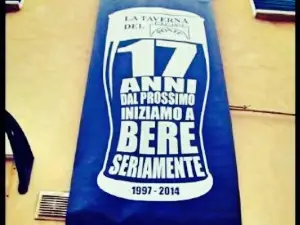 LA TAVERNA
DEL
17
ANNI
DAL PROSSIMO
INIZIAMO A
BERE
SERIAMENTE
1997 - 2014